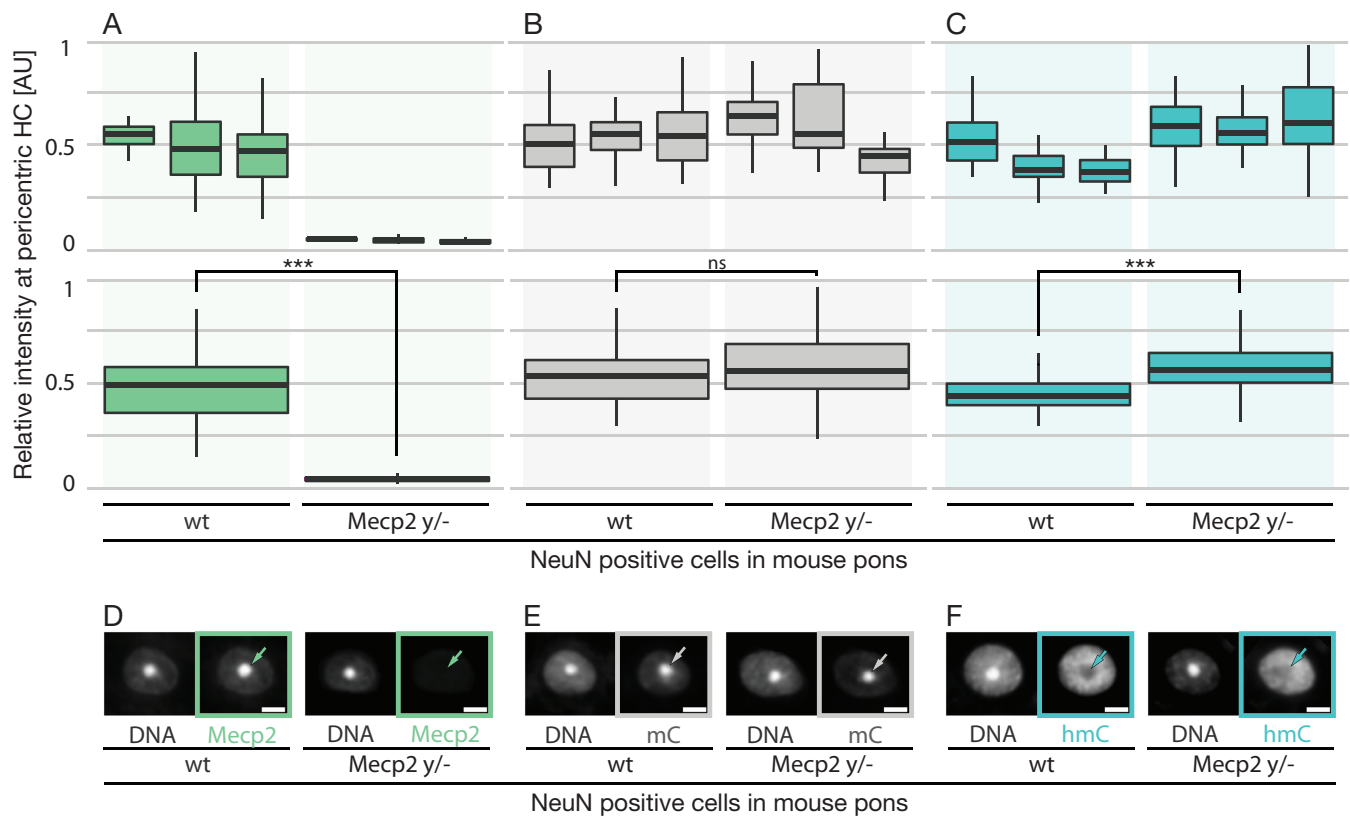 A B C
Relative intensity at pericentric HC [AU]
1
0.5
0
*** ns ***
1
0.5
0
wt Mecp2 y/- wt Mecp2 y/- wt Mecp2 y/-
NeuN positive cells in mouse pons
D E F
DNA Mecp2 DNA Mecp2 DNA mC DNA mC DNA hmC DNA hmC
wt Mecp2 y/- wt Mecp2 y/- wt Mecp2 y/-
NeuN positive cells in mouse pons